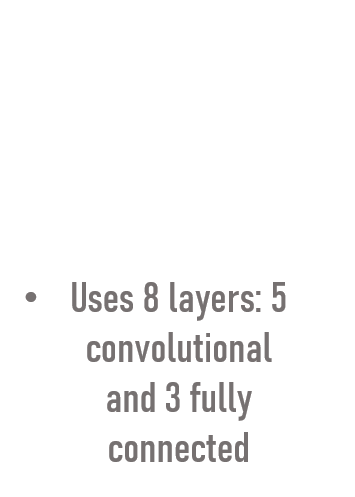 • Uses 8 layers: 5
convolutional
and 3 fully
connected